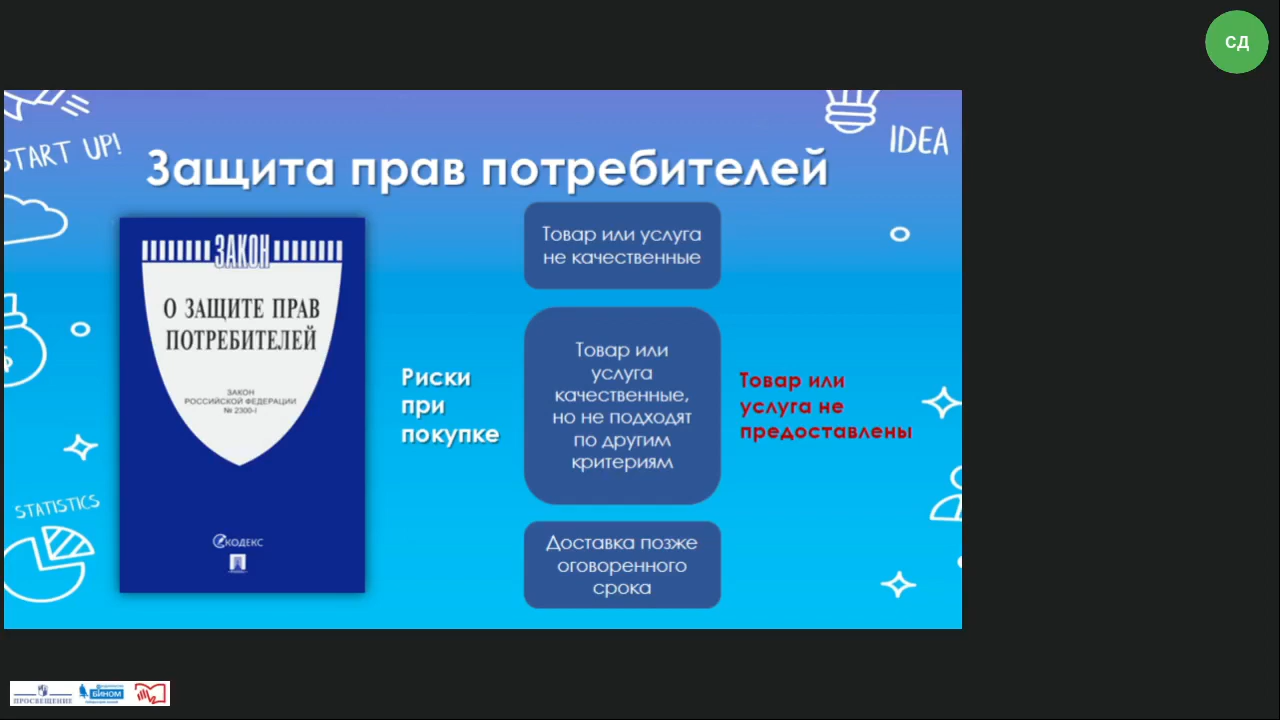 СД
START UP!
IDEA
Защита прав потребителей
ЗАКОН
О ЗАЩИТЕ ПРАВ
ПОТРЕБИТЕЛЕЙ
ЗАКОН
РОССИЙСКОЙ ФЕДЕРАЦИИ
№ 2300-I
КОДЕКС
Риски
при
покупке
Товар или услуга
не качественные
Товар или
услуга
качественные,
но не подходят
по другим
критериям
Доставка позже
оговоренного
срока
Товар или
услуга не
предоставлены
STATISTICS
ПРОСВЕЩЕНИЕ
БИНОМ